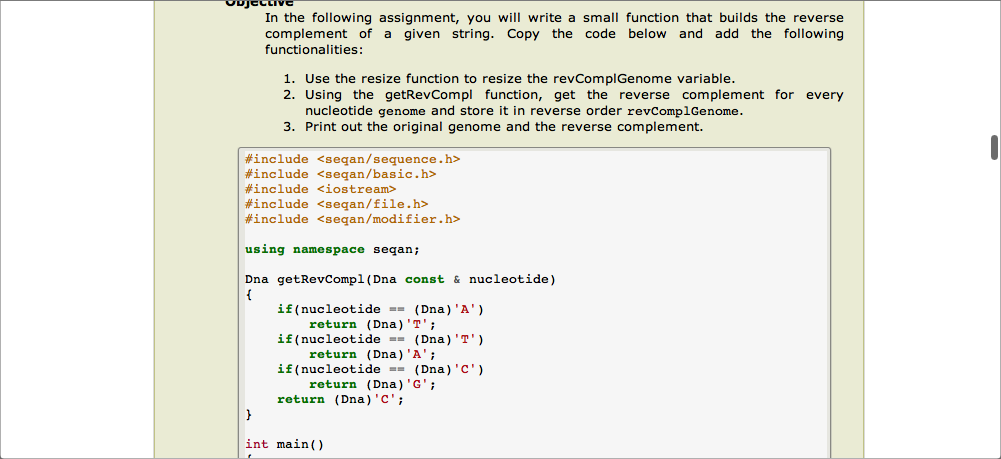 Objective
In the following assignment, you will write a small function that builds the reverse
complement of a given string. Copy the code below and add the following
functionalities:
1. Use the resize function to resize the revComplGenome variable.
2. Using the getRevCompl function, get the reverse complement for every
nucleotide genome and store it in reverse order revComplGenome.
3. Print out the original genome and the reverse complement.
#include <seqan/sequence.h>
#include <seqan/basic.h>
#include <iostream>
#include <seqan/file.h>
#include <seqan/modifier.h>
using namespace seqan;
Dna getRevCompl(Dna const & nucleotide)
{
if(nucleotide == (Dna)'A')
return (Dna)'T';
if(nucleotide == (Dna)'T')
return (Dna)'A';
if(nucleotide == (Dna)'C')
return (Dna)'G';
return (Dna)'C';
}
int main()
{